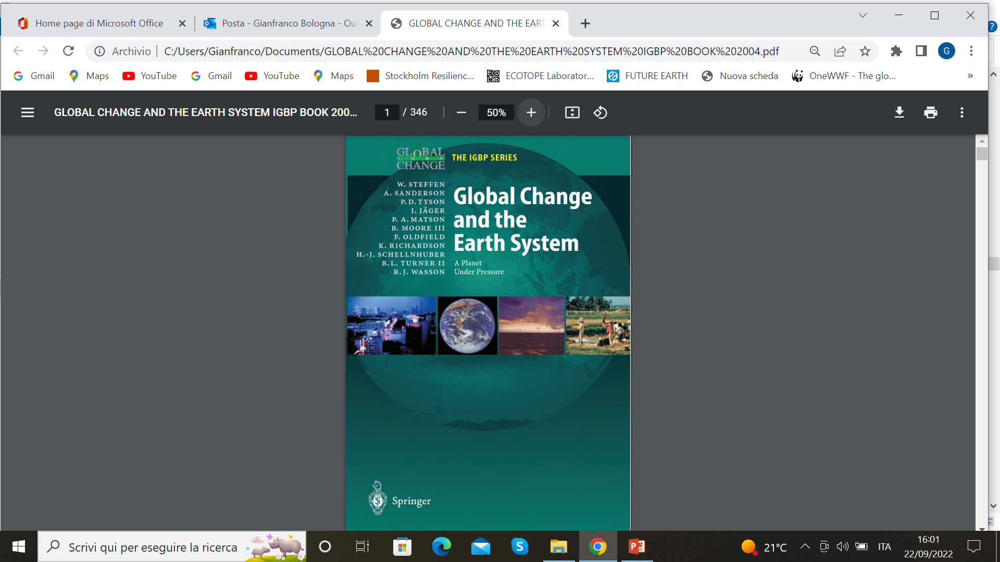 Home page di Microsoft Office
Posta - Gianfranco Bologna - Out
GLOBAL CHANGE AND THE EART
?
Archivio
C:/Users/Gianfranco/Documents/GLOBAL%20CHANGE%20AND%20THE%20EARTH%20SYSTEM%20IGBP%20BOOK%202004.pdf
G
Gmail
Maps
YouTube
Gmail
YouTube
Maps
Stockholm Resilienc...
Eco Lab
ECOTOPE Laborator...
FUTURE EARTH
Nuova scheda
OneWWF - The glo...
»
GLOBAL CHANGE AND THE EARTH SYSTEM IGBP BOOK 200...
1 / 346
50%
GLOBAL
IGBP
CHANGE
THE IGBP SERIES
W. STEFFEN
A. SANDERSON
P. D. TYSON
J. JÄGER
P. A. MATSON
B. MOORE III
F. OLDFIELD
K. RICHARDSON
H.-J. SCHELLNHUBER
B. L. TURNER II
R. J. WASSON
Global Change
and the
Earth System
A Planet
Under Pressure
Springer
Scrivi qui per eseguire la ricerca
21°C
ITA
16:01
22/09/2022